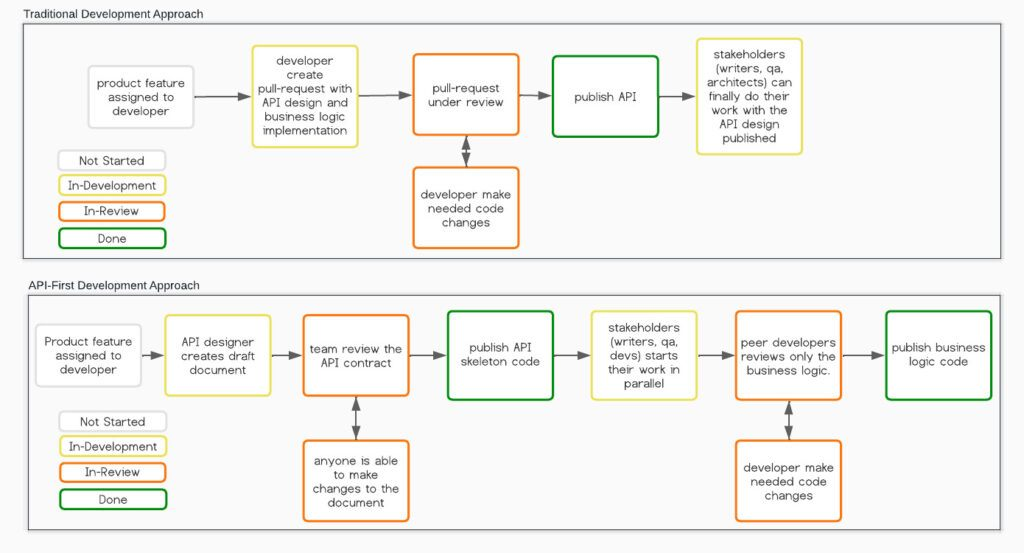 Traditional Development Approach
product feature
assigned to
developer
developer
create
pull-request with
API design and
business logic
implementation
pull-request
under review
publish API
stakeholders
(writers, qa,
architects) can
finally do their
work with the
API design
published
developer make
needed code
changes
Not Started
In-Development
In-Review
Done
API-First Development Approach
Product feature
assigned to
developer
API designer
creates draft
document
team review the
API contract
publish API
skeleton code
stakeholders
(writers, qa,
devs) starts
their work in
parallel
peer developers
reviews only the
business logic.
publish business
logic code
anyone is able
to make
changes to the
document
developer make
needed code
changes
Not Started
In-Development
In-Review
Done